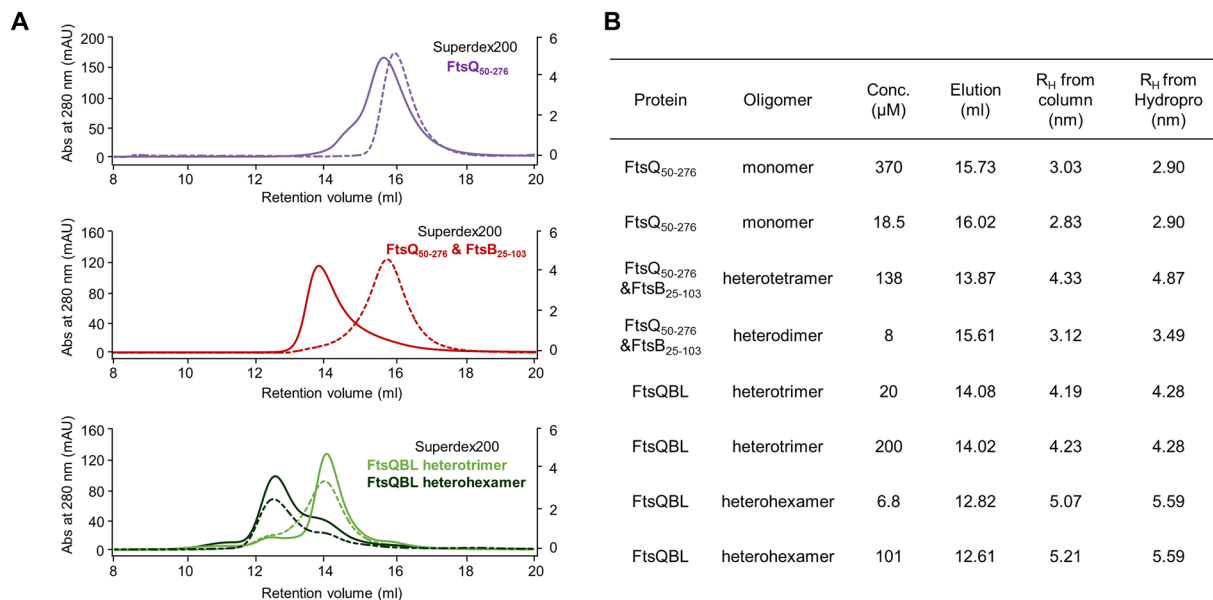 A
200
150
100
50
0
6
4
2
0
Superdex200
FtsQ50-276
Abs at 280 nm (mAU)
8 10 12 14 16 18 20
Retention volume (ml)
160
120
80
40
0
6
4
2
0
Superdex200
FtsQ50-276 & FtsB25-103
Abs at 280 nm (mAU)
8 10 12 14 16 18 20
Retention volume (ml)
160
120
80
40
0
6
4
2
0
Superdex200
FtsQBL heterotrimer
FtsQBL heterohexamer
Abs at 280 nm (mAU)
8 10 12 14 16 18 20
Retention volume (ml)
B
Protein Oligomer Conc. (µM) Elution (ml) RH from column (nm) RH from Hydropro (nm)
FtsQ50-276 monomer 370 15.73 3.03 2.90
FtsQ50-276 monomer 18.5 16.02 2.83 2.90
FtsQ50-276 &FtsB25-103 heterotetramer 138 13.87 4.33 4.87
FtsQ50-276 &FtsB25-103 heterodimer 8 15.61 3.12 3.49
FtsQBL heterotrimer 20 14.08 4.19 4.28
FtsQBL heterotrimer 200 14.02 4.23 4.28
FtsQBL heterohexamer 6.8 12.82 5.07 5.59
FtsQBL heterohexamer 101 12.61 5.21 5.59